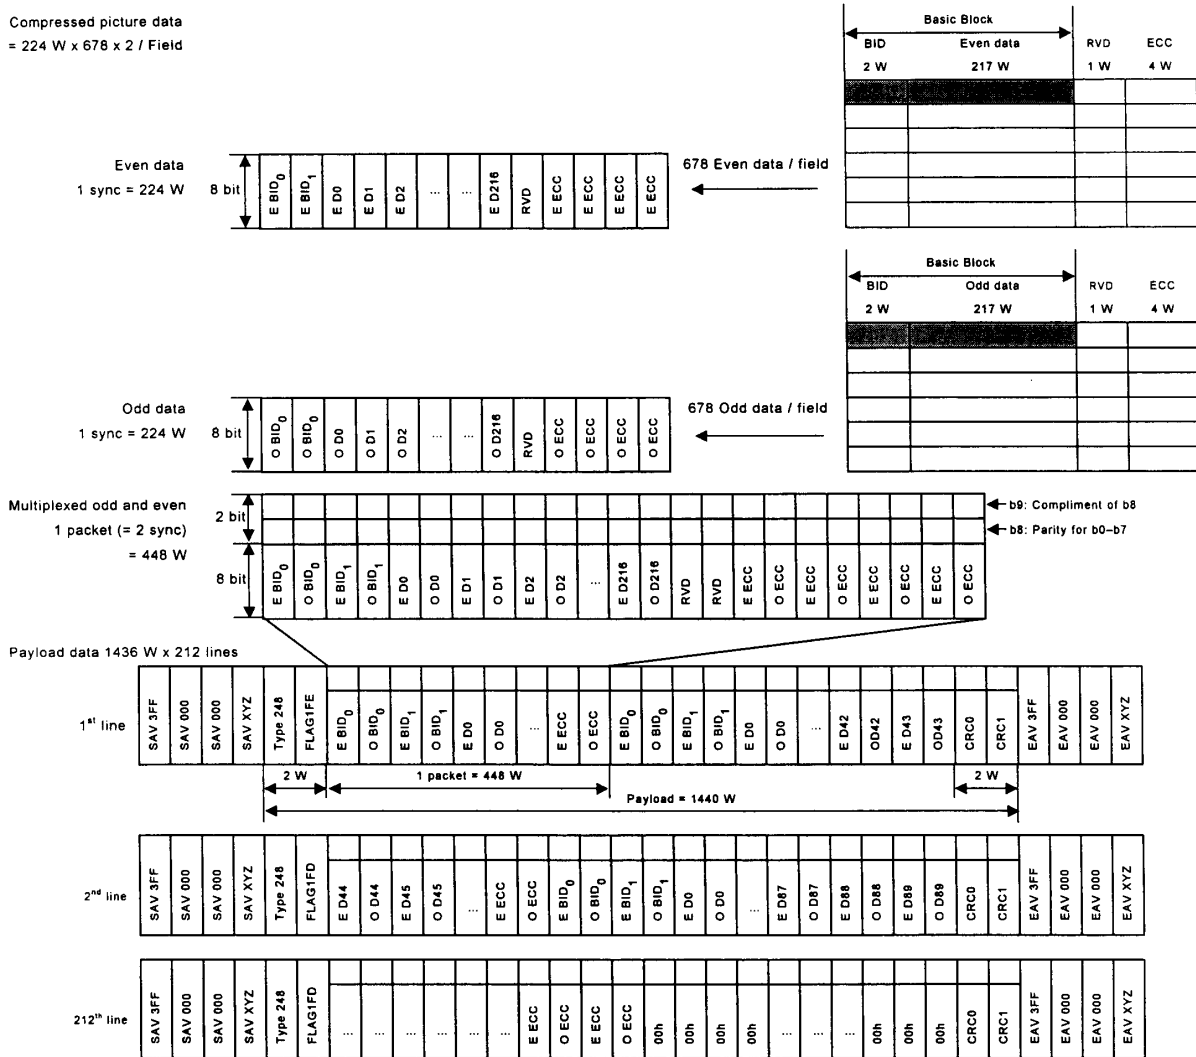 Compressed picture data
= 224 W x 678 x 2 / Field
Basic Block
BID Even data RVD ECC
2 W 217 W 1 W 4 W
Even data
1 sync = 224 W
8 bit
E BID0 E BID1 E D0 E D1 E D2 ... ... E D216 RVD E ECC E ECC E ECC E ECC
678 Even data / field
Basic Block
BID Odd data RVD ECC
2 W 217 W 1 W 4 W
Odd data
1 sync = 224 W
8 bit
O BID0 O BID0 O D0 O D1 O D2 ... ... O D216 RVD O ECC O ECC O ECC O ECC
678 Odd data / field
Multiplexed odd and even
1 packet (= 2 sync)
= 448 W
2 bit
b9: Compliment of b8
b8: Parity for b0–b7
8 bit
E BID0 O BID0 E BID1 O BID1 E D0 O D0 E D1 O D1 E D2 O D2 ... E D216 O D216 RVD RVD E ECC O ECC E ECC O ECC E ECC O ECC E ECC O ECC
Payload data 1436 W x 212 lines
1st line
SAV 3FF SAV 000 SAV 000 SAV XYZ Type 248 FLAG1FE E BID0 O BID0 E BID1 O BID1 E D0 O D0 ... E ECC O ECC E BID0 O BID0 E BID1 O BID1 E D0 O D0 ... E D42 OD42 E D43 OD43 CRC0 CRC1 EAV 3FF EAV 000 EAV 000 EAV XYZ
2 W 1 packet = 448 W 2 W
Payload = 1440 W
2nd line
SAV 3FF SAV 000 SAV 000 SAV XYZ Type 248 FLAG1FD E D44 O D44 E D45 O D45 ... E ECC O ECC E BID0 O BID0 E BID1 O BID1 E D0 O D0 ... E D87 O D87 E D88 O D88 E D89 O D89 CRC0 CRC1 EAV 3FF EAV 000 EAV 000 EAV XYZ
212th line
SAV 3FF SAV 000 SAV 000 SAV XYZ Type 248 FLAG1FD ... ... ... ... ... ... E ECC O ECC E ECC O ECC 00h 00h 00h 00h ... ... ... 00h 00h 00h CRC0 CRC1 EAV 3FF EAV 000 EAV 000 EAV XYZ